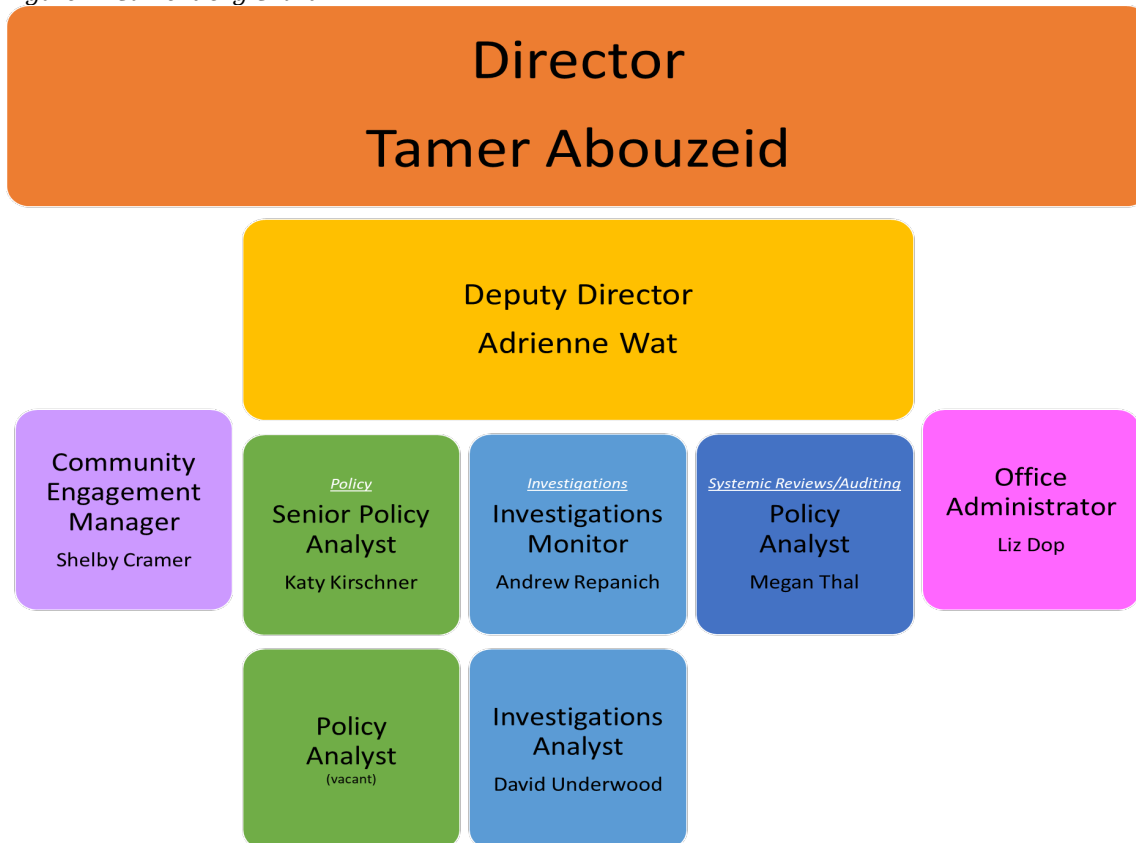 Director
Tamer Abouzeid
Deputy Director
Adrienne Wat
Community
Engagement
Manager
Shelby Cramer
Policy
Senior Policy
Analyst
Katy Kirschner
Investigations
Investigations
Monitor
Andrew Repanich
Systemic Reviews/Auditing
Policy
Analyst
Megan Thal
Office
Administrator
Liz Dop
Policy
Analyst
(vacant)
Investigations
Analyst
David Underwood